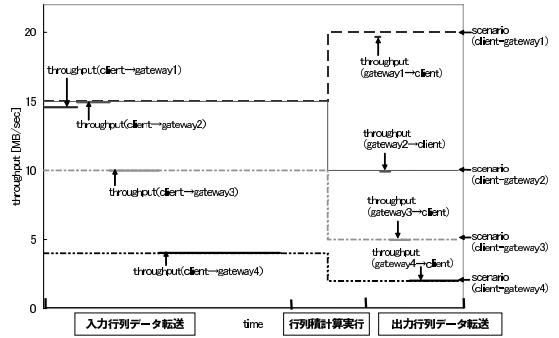 20
15
10
5
0
throughput [MB/sec]
throughput(client→gateway1)
throughput(client→gateway2)
throughput(client→gateway3)
throughput(client→gateway4)
throughput
(gateway1→client)
throughput
(gateway2→client)
throughput
(gateway3→client)
throughput
(gateway4→client)
scenario
(client-gateway1)
scenario
(client-gateway2)
scenario
(client-gateway3)
scenario
(client-gateway4)
入力行列データ転送
time
行列積計算実行
出力行列データ転送